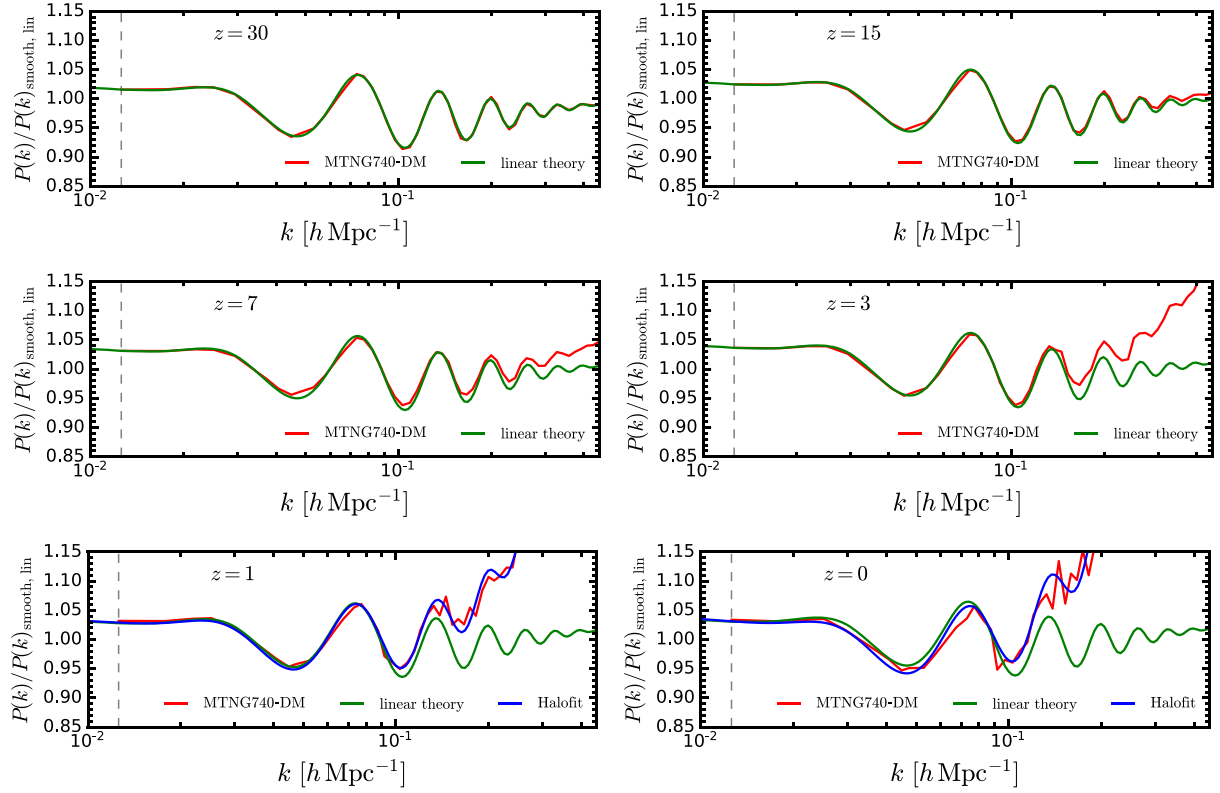 1.15
1.10
1.05
1.00
0.95
0.90
0.85
P(k)/P(k)smooth, lin
z = 30
MTNG740-DM
linear theory
10⁻²
10⁻¹
k [h Mpc⁻¹]
1.15
1.10
1.05
1.00
0.95
0.90
0.85
P(k)/P(k)smooth, lin
z = 15
MTNG740-DM
linear theory
10⁻²
10⁻¹
k [h Mpc⁻¹]
1.15
1.10
1.05
1.00
0.95
0.90
0.85
P(k)/P(k)smooth, lin
z = 7
MTNG740-DM
linear theory
10⁻²
10⁻¹
k [h Mpc⁻¹]
1.15
1.10
1.05
1.00
0.95
0.90
0.85
P(k)/P(k)smooth, lin
z = 3
MTNG740-DM
linear theory
10⁻²
10⁻¹
k [h Mpc⁻¹]
1.15
1.10
1.05
1.00
0.95
0.90
0.85
P(k)/P(k)smooth, lin
z = 1
MTNG740-DM
linear theory
Halofit
10⁻²
10⁻¹
k [h Mpc⁻¹]
1.15
1.10
1.05
1.00
0.95
0.90
0.85
P(k)/P(k)smooth, lin
z = 0
MTNG740-DM
linear theory
Halofit
10⁻²
10⁻¹
k [h Mpc⁻¹]